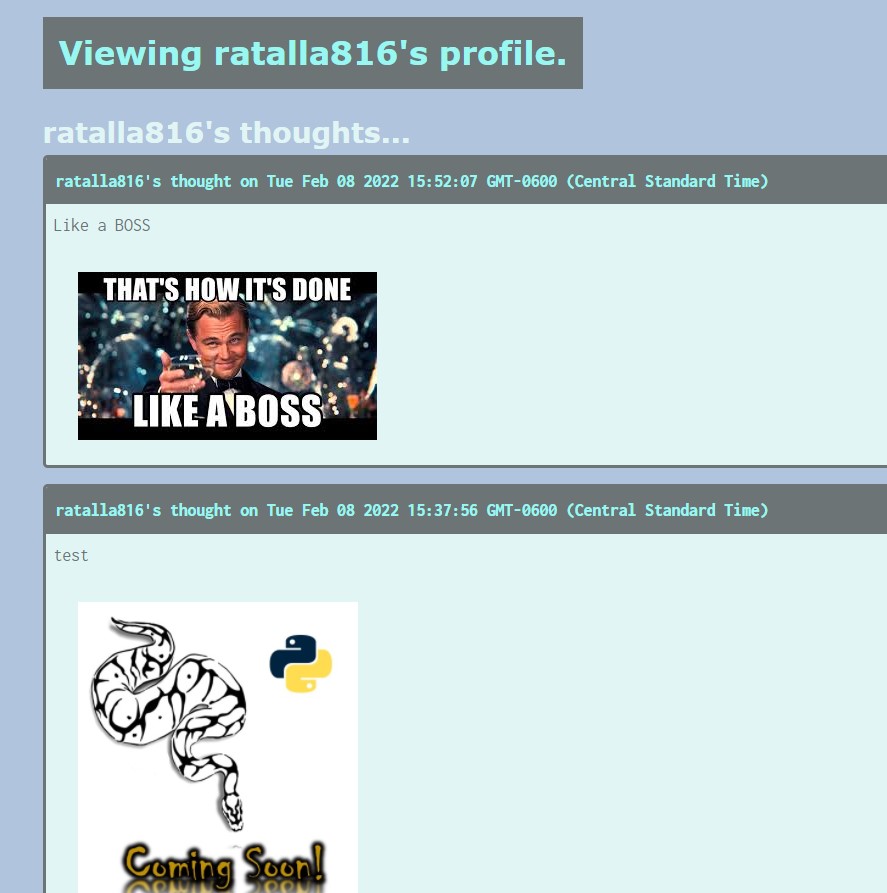 Viewing ratalla816's profile.
ratalla816's thoughts...
ratalla816's thought on Tue Feb 08 2022 15:52:07 GMT-0600 (Central Standard Time)
Like a BOSS
THAT'S HOW IT'S DONE
LIKE A BOSS
ratalla816's thought on Tue Feb 08 2022 15:37:56 GMT-0600 (Central Standard Time)
test
Coming Soon!